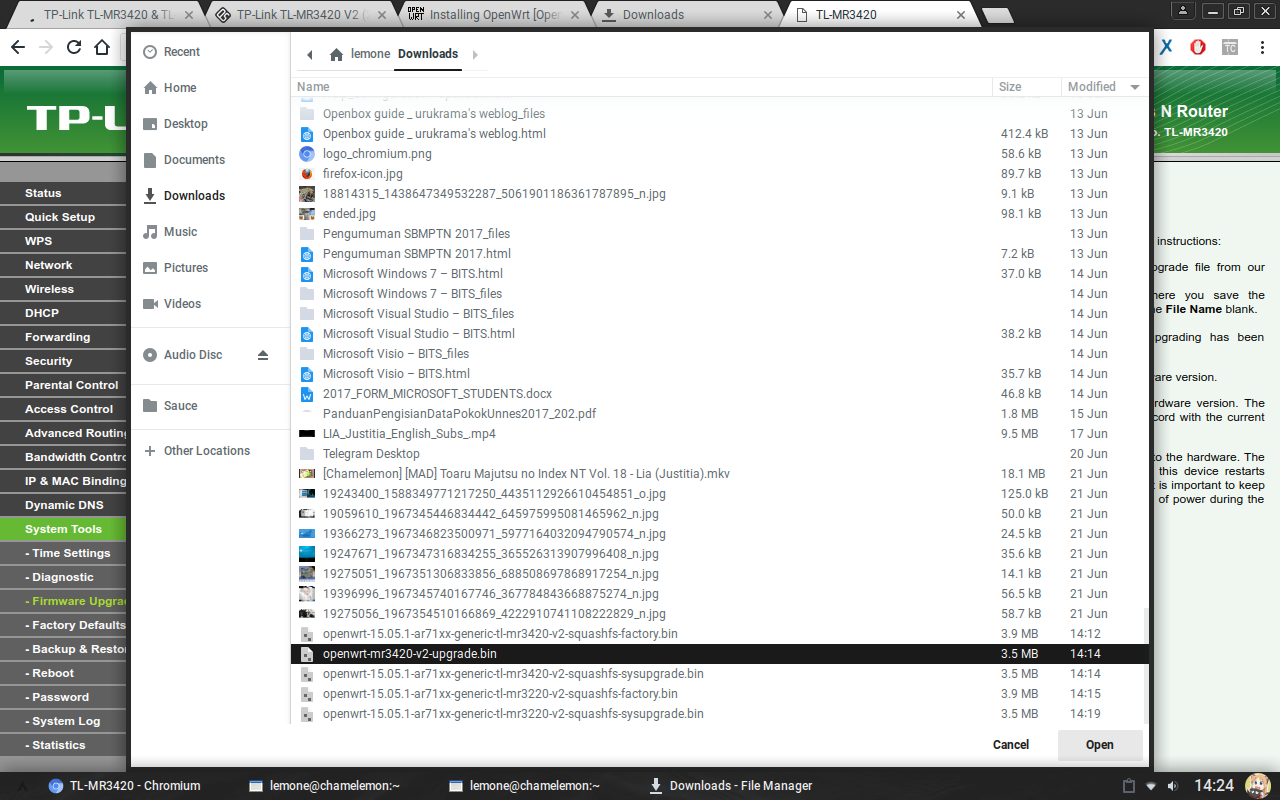 TP-Link TL-MR3420 & TL-
TP-Link TL-MR3420 V2 (
OPEN WRT
Installing OpenWrt [Open
Downloads
TL-MR3420
TC
TP-L
s N Router
o. TL-MR3420
Status
Quick Setup
WPS
Network
Wireless
DHCP
Forwarding
Security
Parental Control
Access Control
Advanced Routing
Bandwidth Contro
IP & MAC Binding
Dynamic DNS
System Tools
- Time Settings
- Diagnostic
- Firmware Upgra
- Factory Defaults
- Backup & Resto
- Reboot
- Password
- System Log
- Statistics
Recent
Home
Desktop
Documents
Downloads
Music
Pictures
Videos
Audio Disc
Sauce
Other Locations
lemone Downloads
Name Size Modified
Openbox guide _ urukrama's weblog_files 13 Jun
Openbox guide _ urukrama's weblog.html 412.4 kB 13 Jun
logo_chromium.png 58.6 kB 13 Jun
firefox-icon.jpg 89.7 kB 13 Jun
18814315_1438647349532287_5061901186361787895_n.jpg 9.1 kB 13 Jun
ended.jpg 98.1 kB 13 Jun
Pengumuman SBMPTN 2017_files 13 Jun
Pengumuman SBMPTN 2017.html 7.2 kB 13 Jun
Microsoft Windows 7 – BITS.html 37.0 kB 14 Jun
Microsoft Windows 7 – BITS_files 14 Jun
Microsoft Visual Studio – BITS_files 14 Jun
Microsoft Visual Studio – BITS.html 38.2 kB 14 Jun
Microsoft Visio – BITS_files 14 Jun
Microsoft Visio – BITS.html 35.7 kB 14 Jun
2017_FORM_MICROSOFT_STUDENTS.docx 46.8 kB 14 Jun
PanduanPengisianDataPokokUnnes2017_202.pdf 1.8 MB 15 Jun
LIA_Justitia_English_Subs_.mp4 9.5 MB 17 Jun
Telegram Desktop 20 Jun
[Chamelemon] [MAD] Toaru Majutsu no Index NT Vol. 18 - Lia (Justitia).mkv 18.1 MB 21 Jun
19243400_1588349771217250_4435112926610454851_o.jpg 125.0 kB 21 Jun
19059610_1967345446834442_645975995081465962_n.jpg 50.0 kB 21 Jun
19366273_1967346823500971_5977164032094790574_n.jpg 24.5 kB 21 Jun
19247671_1967347316834255_365526313907996408_n.jpg 35.6 kB 21 Jun
19275051_1967351306833856_688508697868917254_n.jpg 14.1 kB 21 Jun
19396996_1967345740167746_367784843668875274_n.jpg 56.5 kB 21 Jun
19275056_1967354510166869_4222910741108222829_n.jpg 58.7 kB 21 Jun
openwrt-15.05.1-ar71xx-generic-tl-mr3420-v2-squashfs-factory.bin 3.9 MB 14:12
openwrt-mr3420-v2-upgrade.bin 3.5 MB 14:14
openwrt-15.05.1-ar71xx-generic-tl-mr3420-v2-squashfs-sysupgrade.bin 3.5 MB 14:14
openwrt-15.05.1-ar71xx-generic-tl-mr3220-v2-squashfs-factory.bin 3.9 MB 14:15
openwrt-15.05.1-ar71xx-generic-tl-mr3220-v2-squashfs-sysupgrade.bin 3.5 MB 14:19
Cancel Open
instructions:
pgrade file from our
here you save the
e File Name blank.
pgrading has been
are version.
rdware version. The
cord with the current
to the hardware. The
this device restarts
t is important to keep
of power during the
TL-MR3420 - Chromium
lemone@chamelemon:~
lemone@chamelemon:~
Downloads - File Manager
14:24